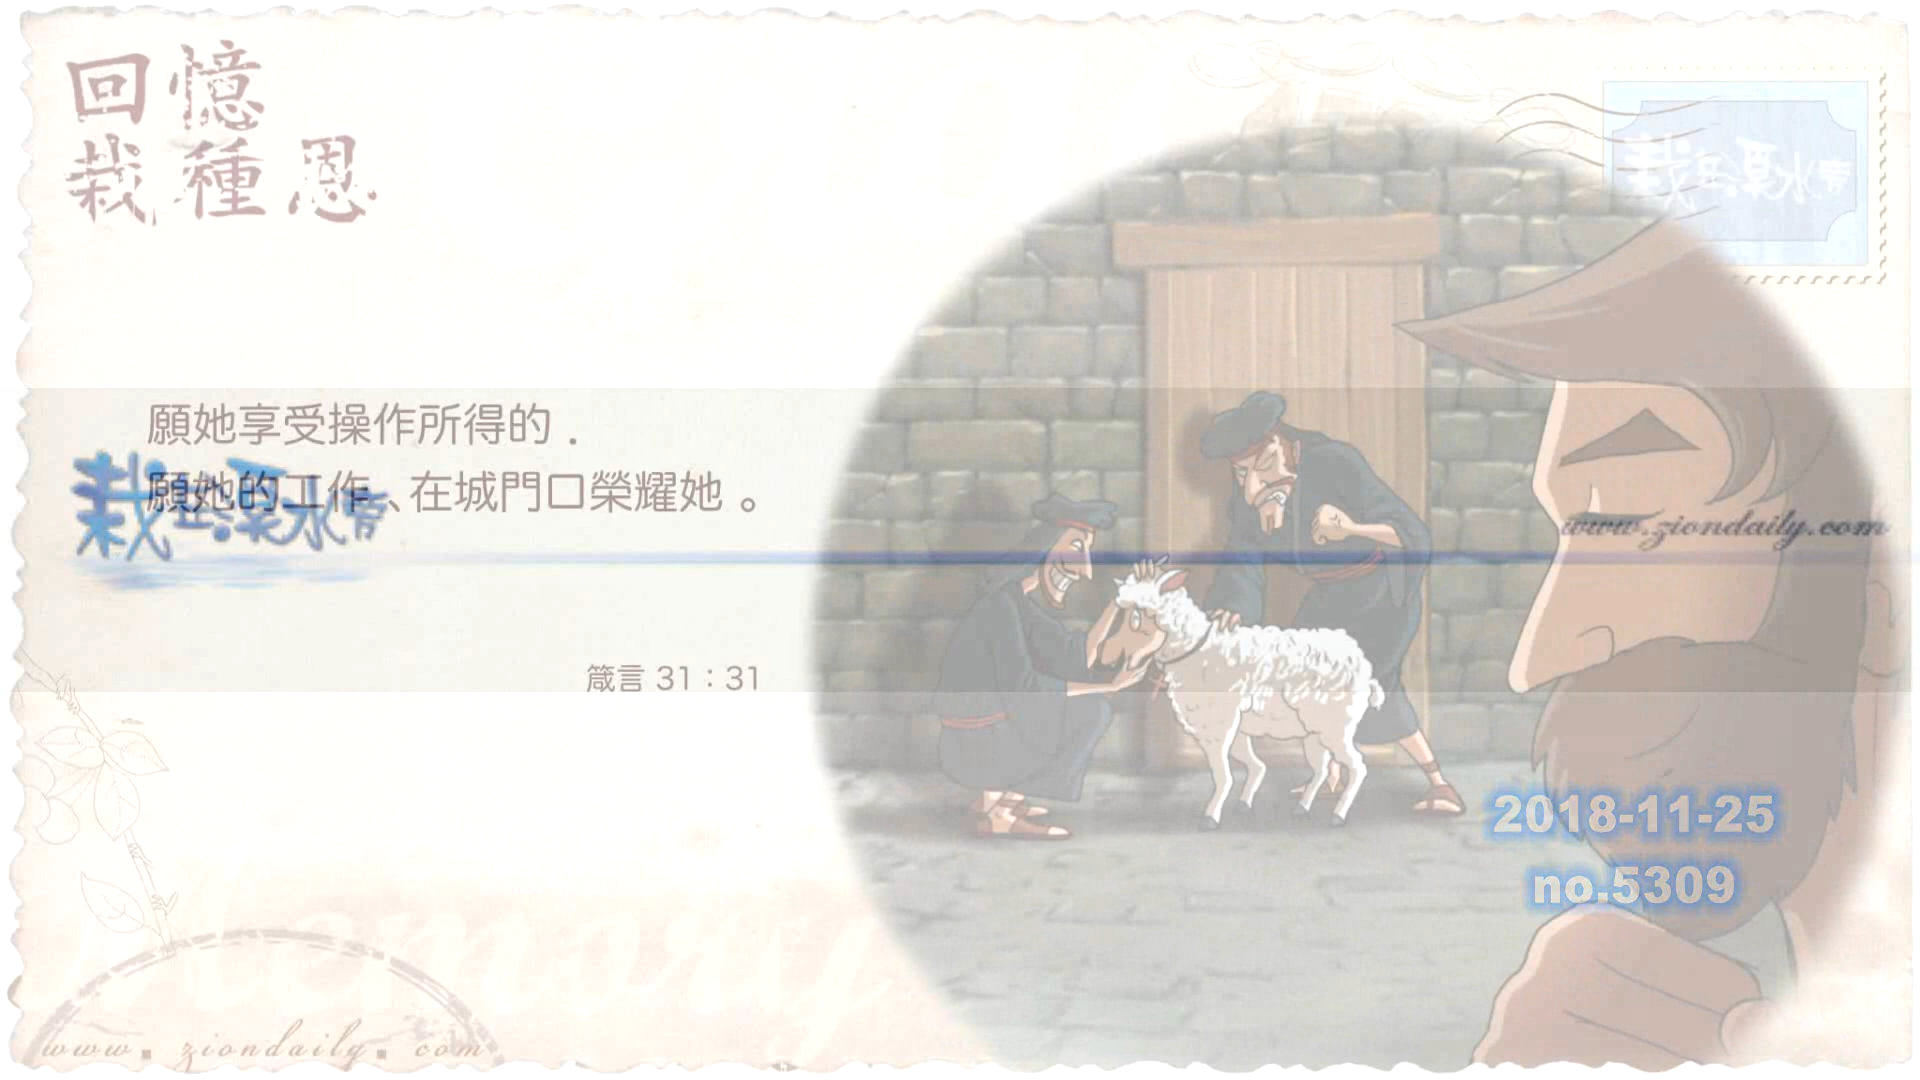 回憶
栽種恩
願她享受操作所得的．
願她的工作、在城門口榮耀她。
www.ziondaily.com
箴言 31：31
2018-11-25
no.5309
Memory
www.ziondaily.com